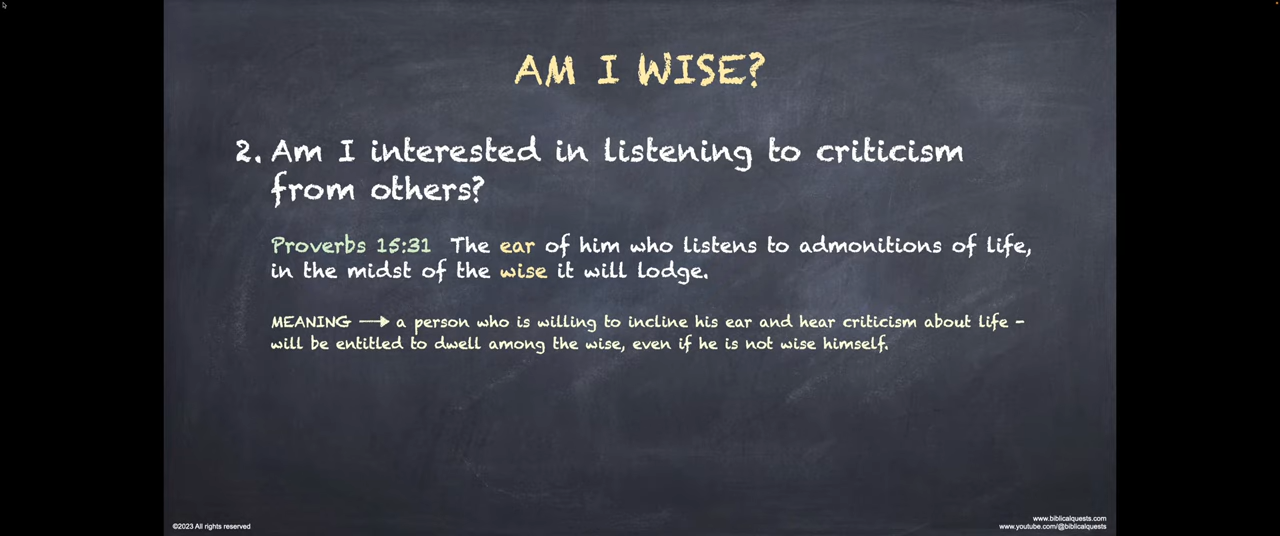 AM I WISE?
2. Am I interested in listening to criticism
from others?
Proverbs 15:31 The ear of him who listens to admonitions of life,
in the midst of the wise it will lodge.
MEANING → a person who is willing to incline his ear and hear criticism about life –
will be entitled to dwell among the wise, even if he is not wise himself.
©2023 All rights reserved
www.biblicalquests.com
www.youtube.com/@biblicalquests